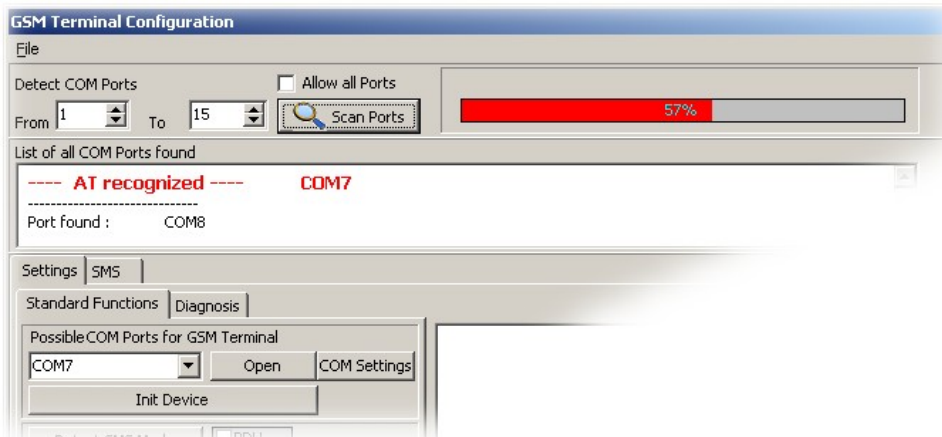 GSM Terminal Configuration
File
Detect COM Ports
Allow all Ports
From 1 To 15 Scan Ports
57%
List of all COM Ports found
---- AT recognized ---- COM7
------------------------------
Port found : COM8
Settings SMS
Standard Functions Diagnosis
Possible COM Ports for GSM Terminal
COM7 Open COM Settings
Init Device